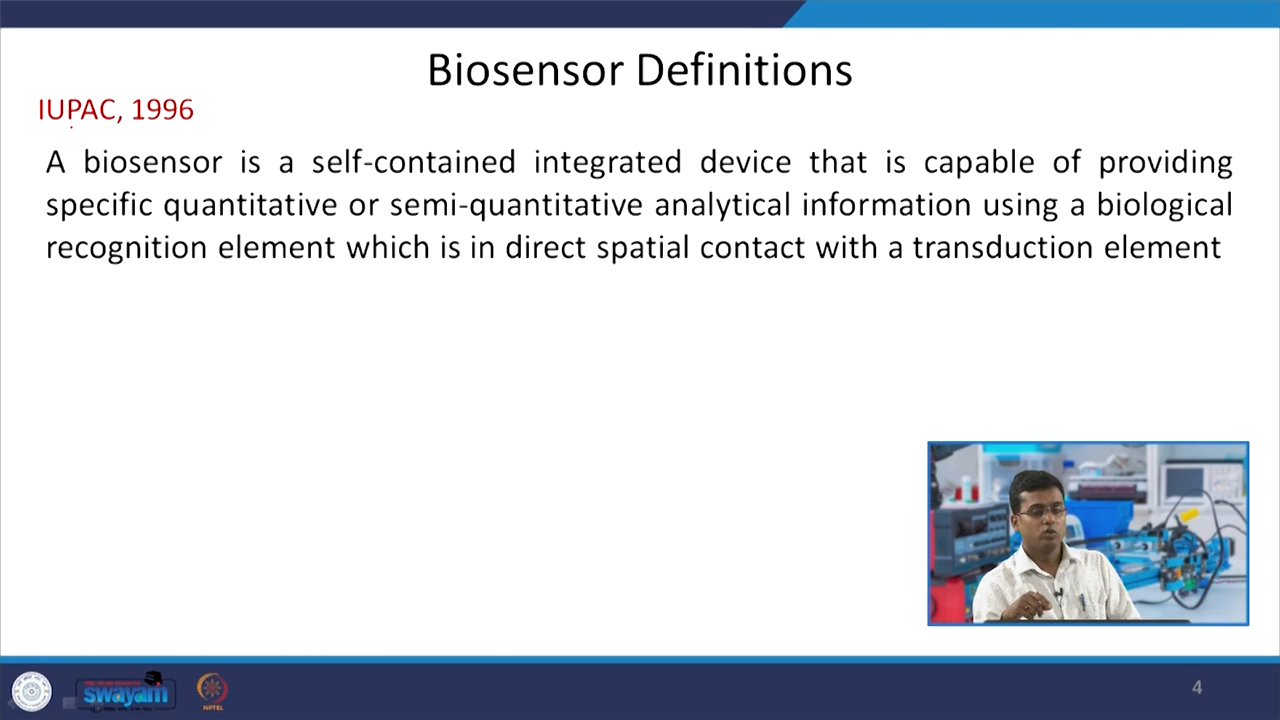 Biosensor Definitions
IUPAC, 1996
A biosensor is a self-contained integrated device that is capable of providing
specific quantitative or semi-quantitative analytical information using a biological
recognition element which is in direct spatial contact with a transduction element
swayam
NPTEL
4